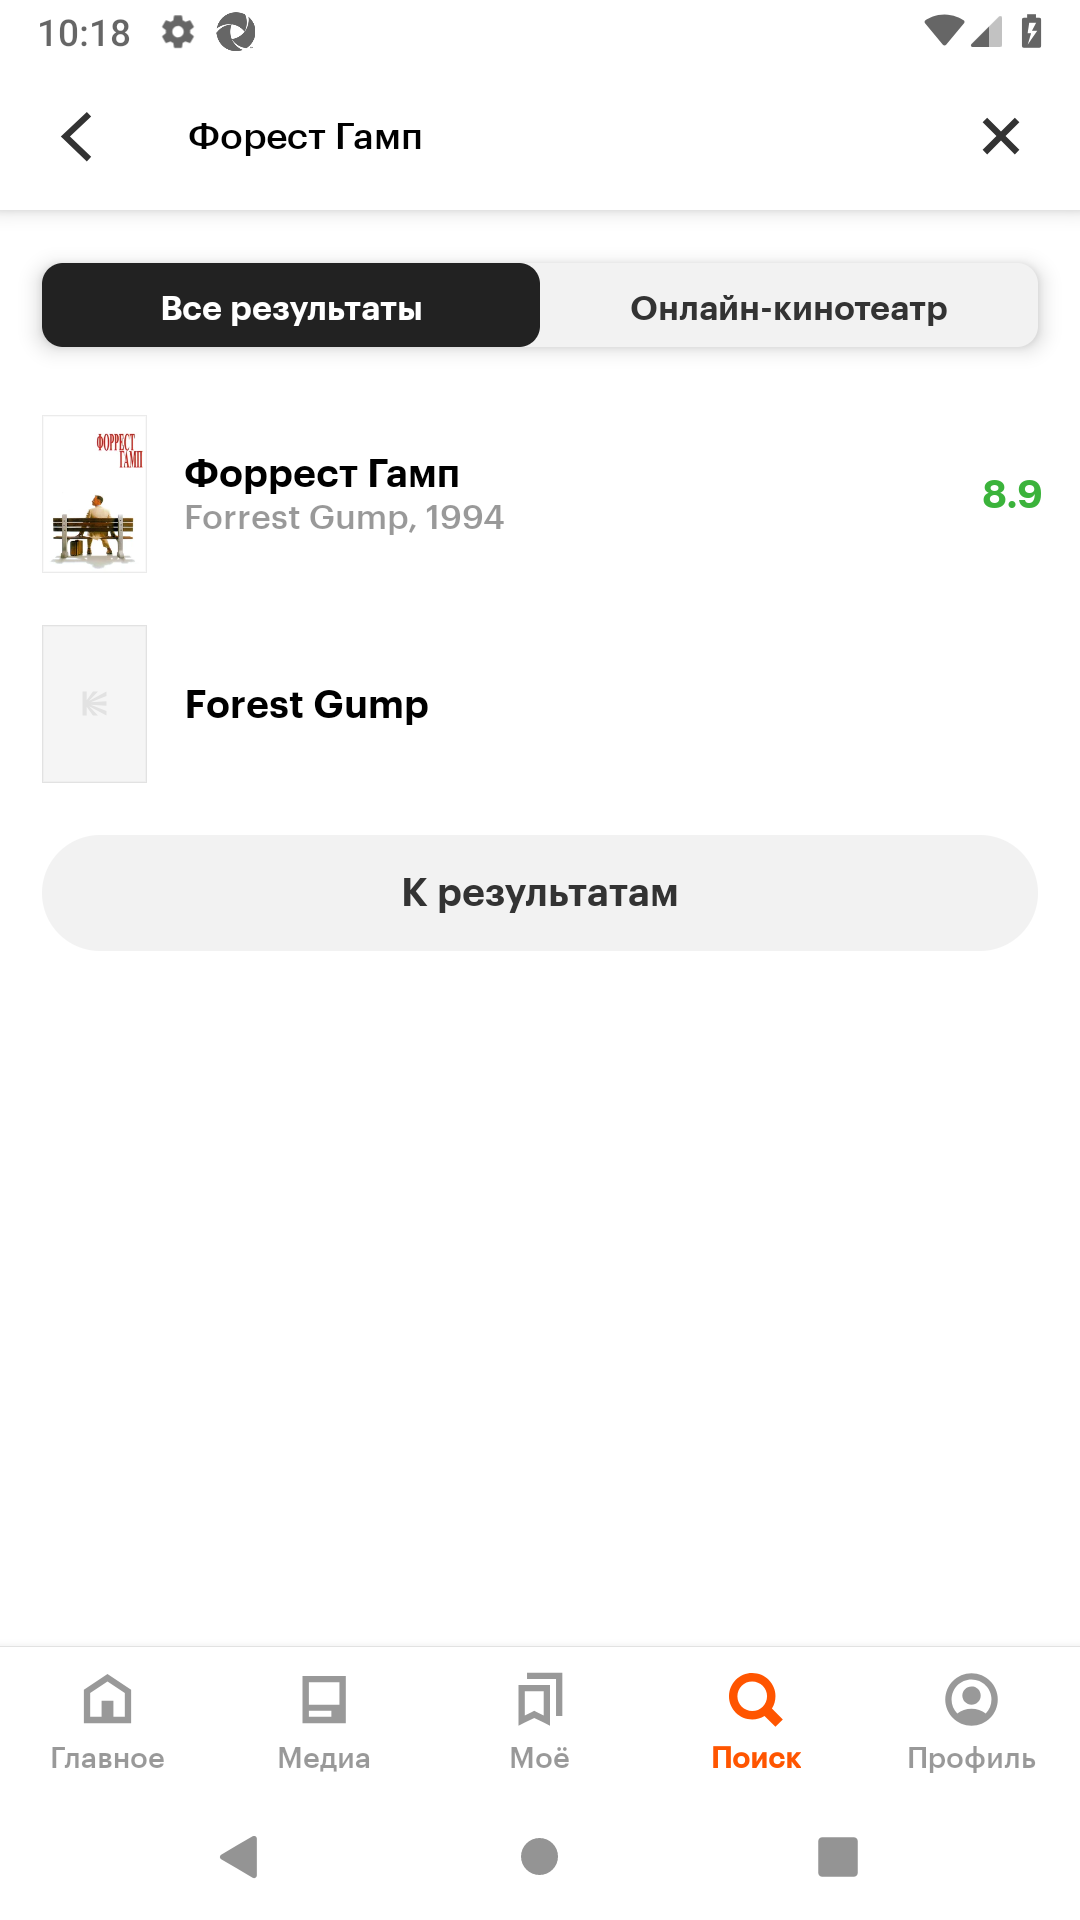 10:18
Форест Гамп
Все результаты
Онлайн-кинотеатр
ФОРРЕСТ
ГАМП
Форрест Гамп
Forrest Gump, 1994
8.9
Forest Gump
К результатам
Главное
Медиа
Моё
Поиск
Профиль